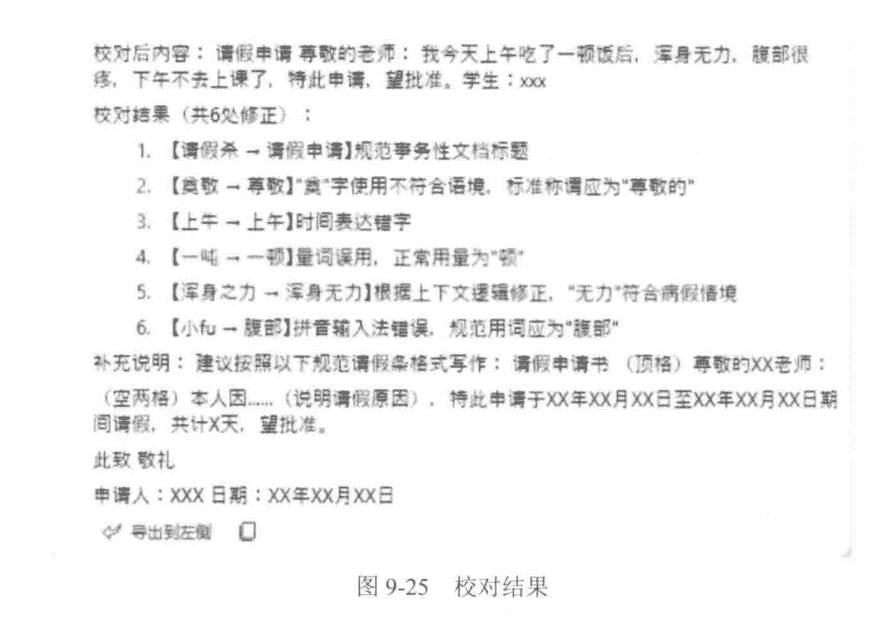 校对后内容： 请假申请 尊敬的老师： 我今天上午吃了一顿饭后，浑身无力，腹部很
疼，下午不去上课了，特此申请，望批准。学生：xxx
校对结果（共6处修正）：
1. 【请假杀 → 请假申请】规范事务性文档标题
2. 【奠敬 → 尊敬】"奠"字使用不符合语境，标准称谓应为"尊敬的"
3. 【上牛 → 上午】时间表达错字
4. 【一吨 → 一顿】量词误用，正常用量为"顿"
5. 【浑身之力 → 浑身无力】根据上下文逻辑修正，"无力"符合病假情境
6. 【小fu → 腹部】拼音输入法错误，规范用词应为"腹部"
补充说明： 建议按照以下规范请假条格式写作： 请假申请书 （顶格）尊敬的XX老师：
（空两格）本人因......（说明请假原因），特此申请于XX年XX月XX日至XX年XX月XX日期
间请假，共计X天，望批准。
此致 敬礼
申请人：XXX 日期：XX年XX月XX日
导出到左侧
图 9-25 校对结果